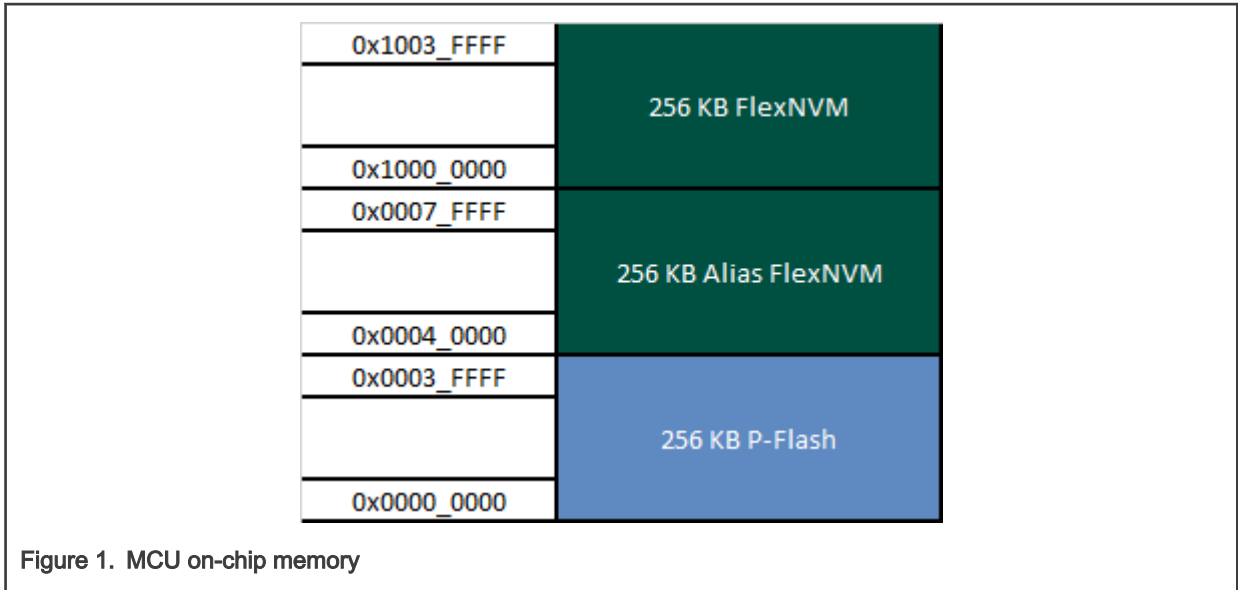 0x1003_FFFF
256 KB FlexNVM
0x1000_0000
0x0007_FFFF
256 KB Alias FlexNVM
0x0004_0000
0x0003_FFFF
256 KB P-Flash
0x0000_0000
Figure 1. MCU on-chip memory